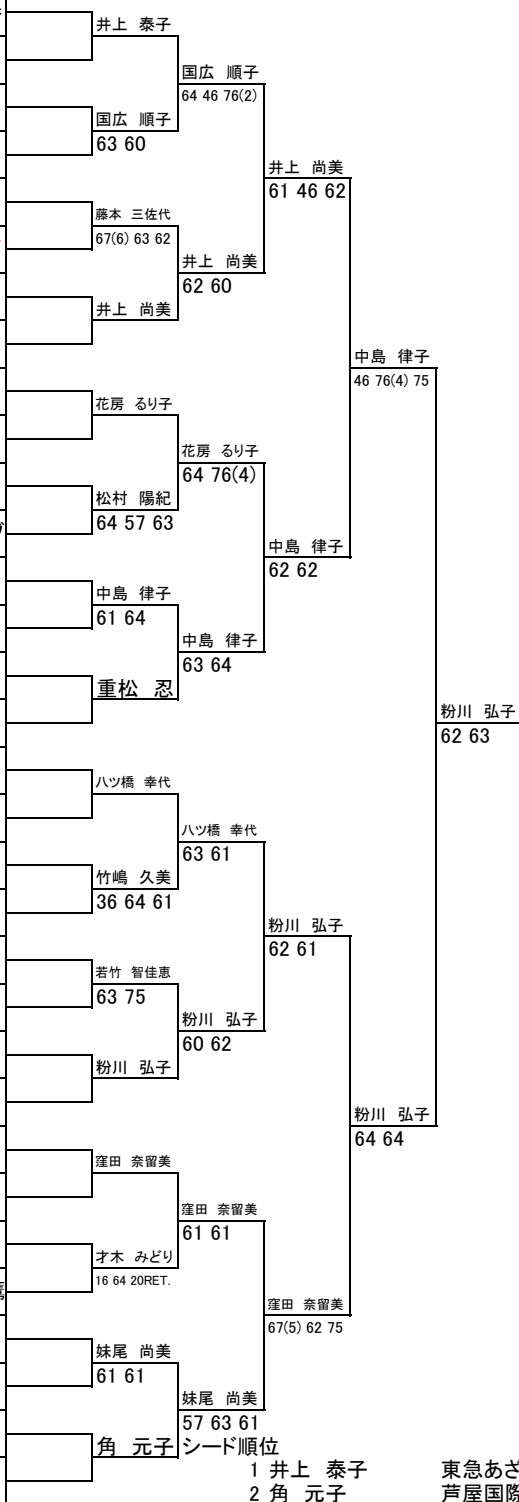 井上　泰子
国広　順子
64 46 76(2)
国広　順子
63 60
井上　尚美
61 46 62
藤本　三佐代
67(6) 63 62
井上　尚美
62 60
井上　尚美
中島　律子
46 76(4) 75
花房　るり子
花房　るり子
64 76(4)
松村　陽紀
64 57 63
中島　律子
62 62
中島　律子
61 64
中島　律子
63 64
重松　忍
粉川　弘子
62 63
八ツ橋　幸代
八ツ橋　幸代
63 61
竹嶋　久美
36 64 61
粉川　弘子
62 61
若竹　智佳恵
63 75
粉川　弘子
60 62
粉川　弘子
粉川　弘子
64 64
窪田　奈留美
窪田　奈留美
61 61
才木　みどり
16 64 20RET.
窪田　奈留美
67(5) 62 75
妹尾　尚美
61 61
妹尾　尚美
57 63 61
角　元子 シード順位
1 井上　泰子 東急あざ
2 角　元子 芦屋国際